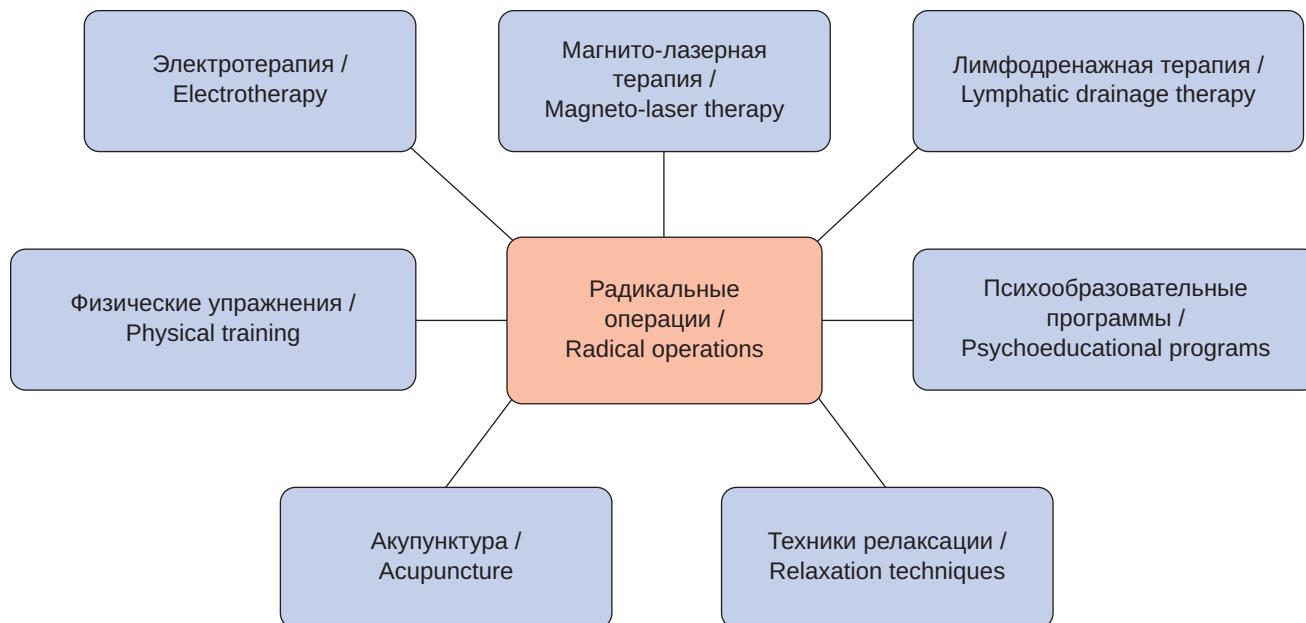 Электротерапия /
Electrotherapy
Магнито-лазерная
терапия /
Magneto-laser therapy
Лимфодренажная терапия /
Lymphatic drainage therapy
Физические упражнения /
Physical training
Радикальные
операции /
Radical operations
Психообразовательные
программы /
Psychoeducational programs
Акупунктура /
Acupuncture
Техники релаксации /
Relaxation techniques